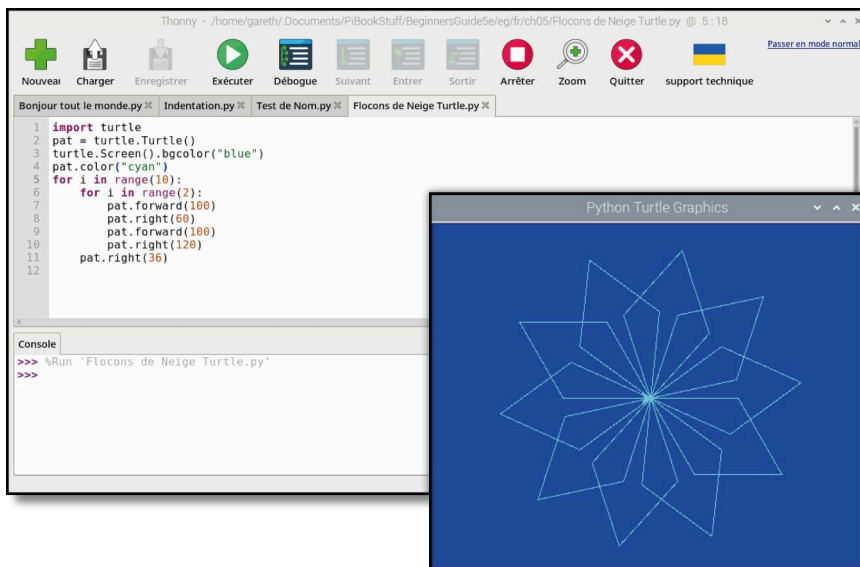 Thonny - /home/gareth/.Documents/PiBookStuff/BeginnersGuide5e/eg/fr/ch05/Flocons de Neige Turtle.py @ 5 : 18
Passer en mode normal
Nouveau Charger Enregistrer Exécuter Débogue Suivant Entrer Sortir Arrêter Zoom Quitter support technique
Bonjour tout le monde.py Indentation.py Test de Nom.py Flocons de Neige Turtle.py
1 import turtle
2 pat = turtle.Turtle()
3 turtle.Screen().bgcolor("blue")
4 pat.color("cyan")
5 for i in range(10):
6     for i in range(2):
7         pat.forward(100)
8         pat.right(60)
9         pat.forward(100)
10         pat.right(120)
11     pat.right(36)
12
Python Turtle Graphics
Console
>>> %Run 'Flocons de Neige Turtle.py'
>>>